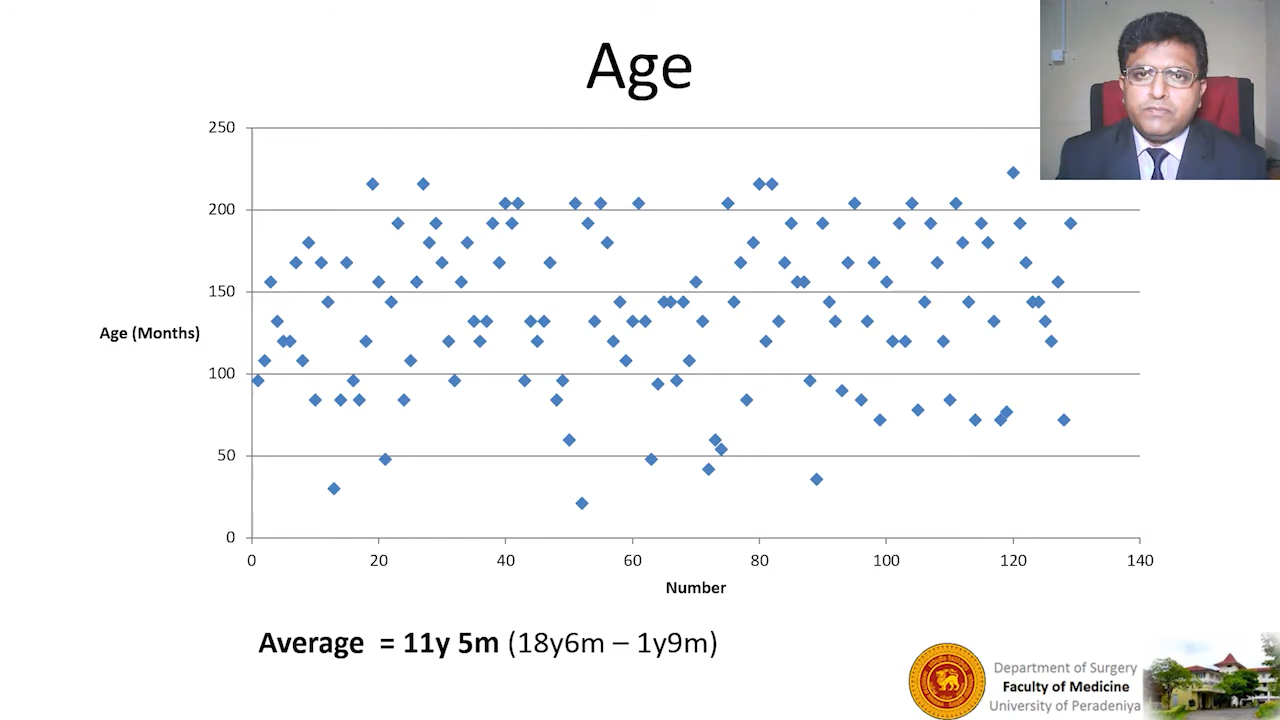 Age
250
200
150
100
50
0
Age (Months)
0 20 40 60 80 100 120 140
Number
Average = 11y 5m (18y6m – 1y9m)
Department of Surgery
Faculty of Medicine
University of Peradeniya